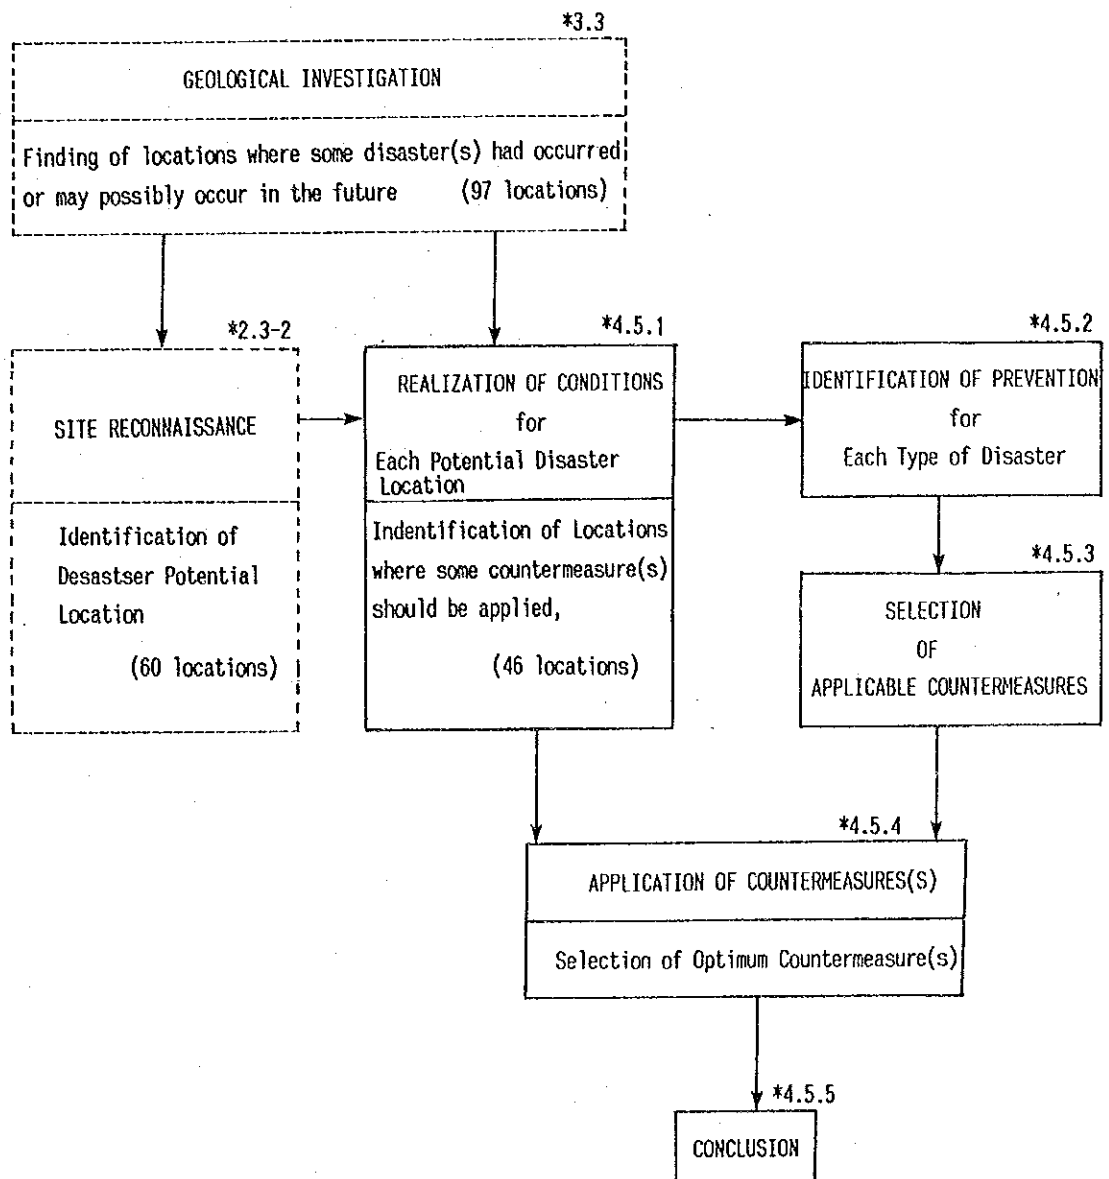 *3.3
GEOLOGICAL INVESTIGATION
Finding of locations where some disaster(s) had occurred
or may possibly occur in the future (97 locations)
*2.3-2
SITE RECONNAISSANCE
Identification of
Desastser Potential
Location
(60 locations)
*4.5.1
REALIZATION OF CONDITIONS
for
Each Potential Disaster
Location
Indentification of Locations
where some countermeasure(s)
should be applied,
(46 locations)
*4.5.2
IDENTIFICATION OF PREVENTION
for
Each Type of Disaster
*4.5.3
SELECTION
OF
APPLICABLE COUNTERMEASURES
*4.5.4
APPLICATION OF COUNTERMEASURES(S)
Selection of Optimum Countermeasure(s)
*4.5.5
CONCLUSION